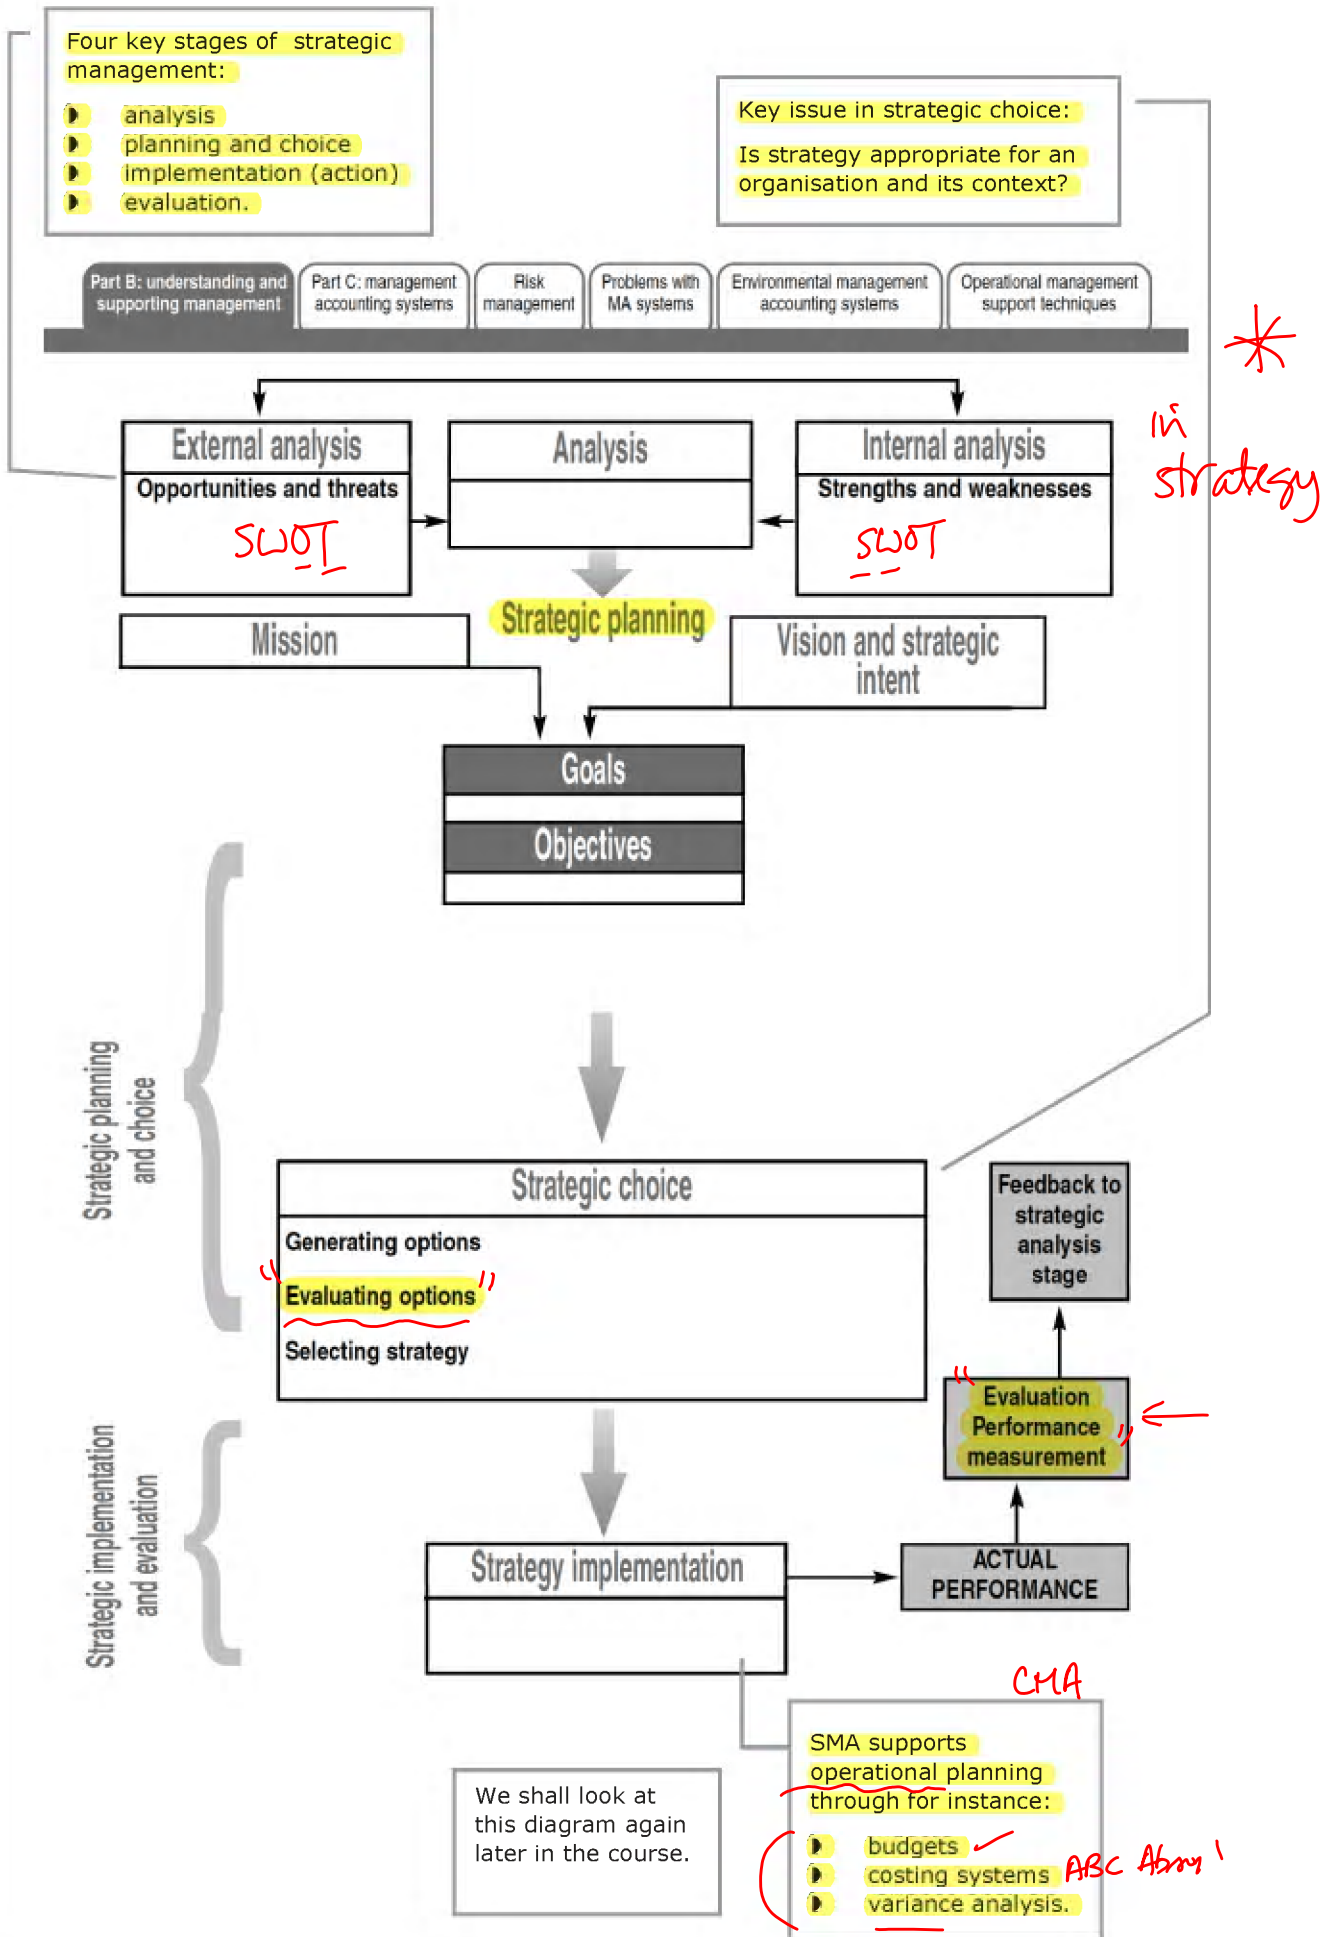 Four key stages of strategic
management:
analysis
planning and choice
implementation (action)
evaluation.
Key issue in strategic choice:
Is strategy appropriate for an
organisation and its context?
Part B: understanding and
supporting management
Part C: management
accounting systems
Risk
management
Problems with
MA systems
Environmental management
accounting systems
Operational management
support techniques
in
strategy
External analysis
Opportunities and threats
SWOT
Analysis
Internal analysis
Strengths and weaknesses
SWOT
Strategic planning
Mission
Vision and strategic
intent
Goals
Objectives
Strategic planning
and choice
Strategic choice
Generating options
"Evaluating options"
Selecting strategy
Feedback to
strategic
analysis
stage
"Evaluation
Performance
measurement"
Strategic implementation
and evaluation
Strategy implementation
ACTUAL
PERFORMANCE
CMA
SMA supports
operational planning
through for instance:
budgets
costing systems ABC
variance analysis.
We shall look at
this diagram again
later in the course.